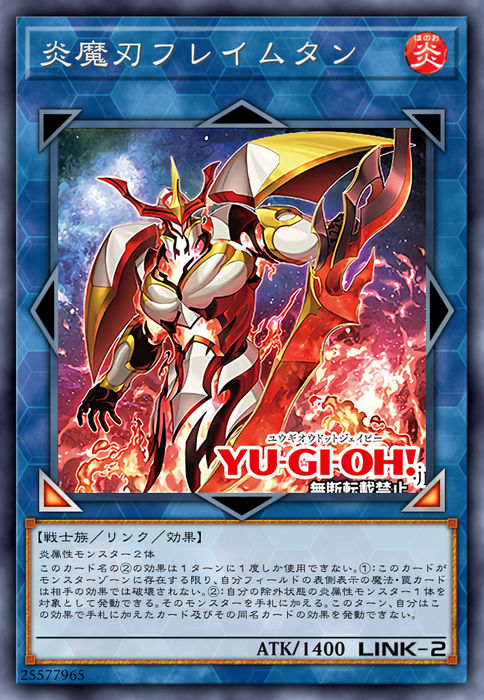 炎魔刃フレイムタン
ほのお
炎
ユウギオウドットジェイピー
YU-GI-OH!
無断転載禁止
【戦士族／リンク／効果】
炎属性モンスター２体
このカード名の②の効果は１ターンに１度しか使用できない。①：このカードが
モンスターゾーンに存在する限り、自分フィールドの表側表示の魔法・罠カード
は相手の効果では破壊されない。②：自分の除外状態の炎属性モンスター１体を
対象として発動できる。そのモンスターを手札に加える。このターン、自分はこ
の効果で手札に加えたカード及びその同名カードの効果を発動できない。
ATK/1400 LINK-2
25577965